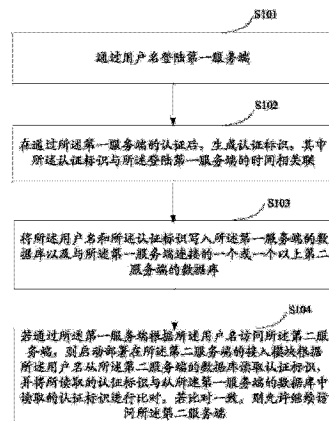 S101
通过用户名登陆第一服务端
S102
在通过所述第一服务端的认证后，生成认证标识，其中
所述认证标识与所述登陆第一服务端的时间相关联
S103
将所述用户名和所述认证标识写入所述第一服务端的数
据库以及与所述第一服务端连接的一个或一个以上第二
服务端的数据库
S104
若通过所述第一服务端根据所述用户名访问所述第二服
务端，则启动部署在所述第二服务端的接入模块根据
所述用户名从所述第二服务端的数据库读取认证标识，
并将所读取的认证标识与从所述第一服务端的数据库中
读取的认证标识进行比对，若比对一致，则允许继续访
问所述第二服务端